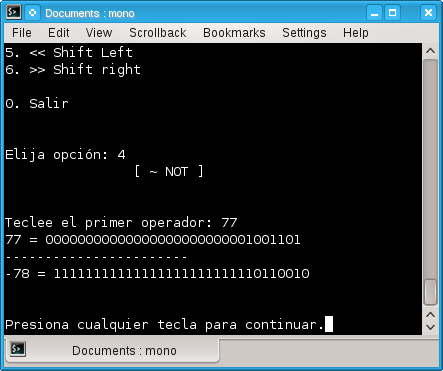 Documents : mono
File Edit View Scrollback Bookmarks Settings Help
5. << Shift Left
6. >> Shift right
0. Salir
Elija opción: 4
[ ~ NOT ]
Teclee el primer operador: 77
77 = 00000000000000000000000001001101
-----------------------
-78 = 11111111111111111111111110110010
Presiona cualquier tecla para continuar.
Documents : mono